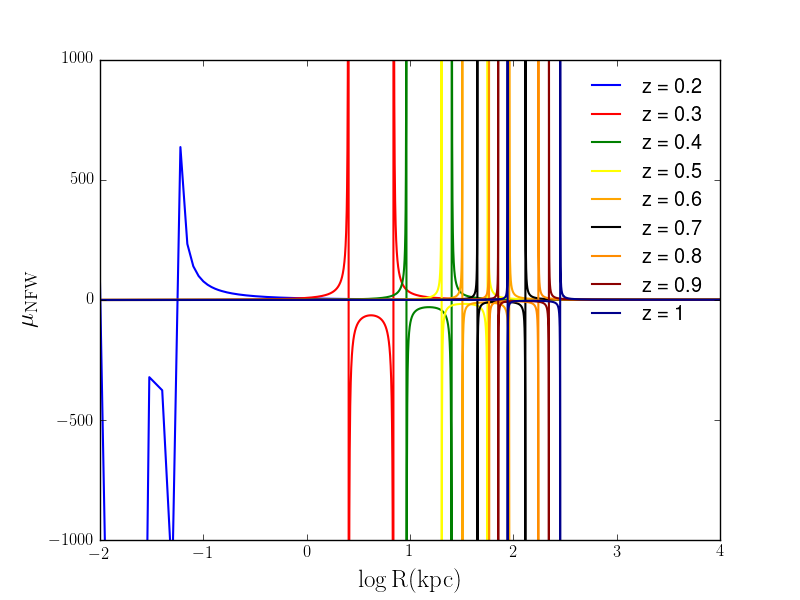 1000
500
0
−500
−1000
−2
−1
0
1
2
3
4
μNFW
log R(kpc)
z = 0.2
z = 0.3
z = 0.4
z = 0.5
z = 0.6
z = 0.7
z = 0.8
z = 0.9
z = 1